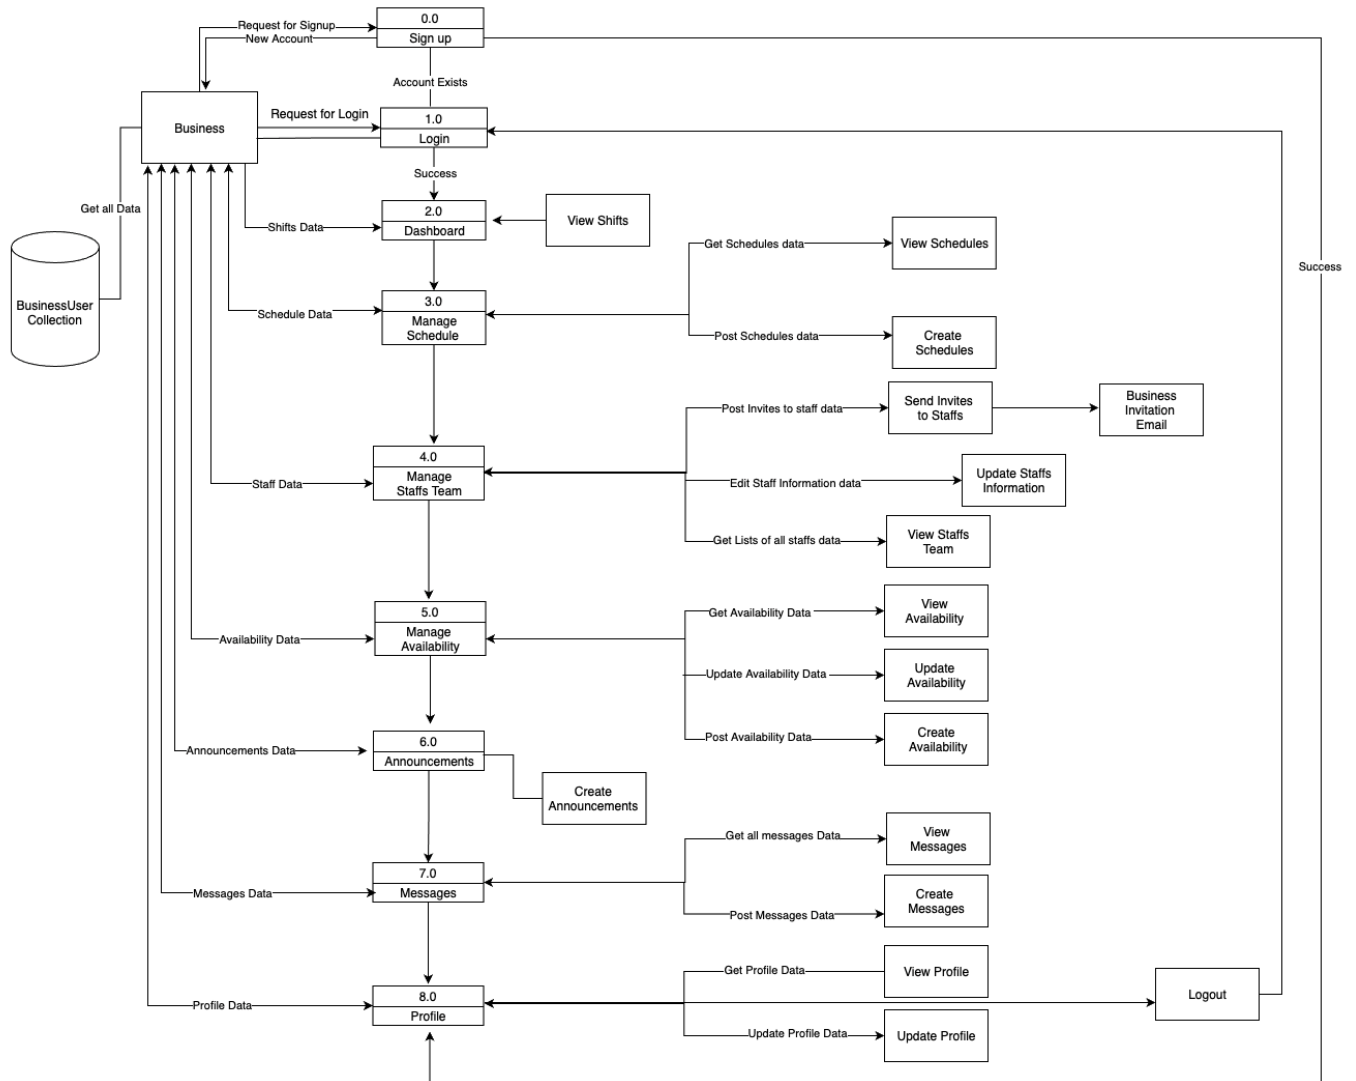 0.0
Request for Signup
New Account
Sign up
Account Exists
Business
Request for Login
1.0
Login
Success
Get all Data
2.0
Shifts Data
Dashboard
View Shifts
Get Schedules data
View Schedules
BusinessUser
Collection
Success
3.0
Schedule Data
Manage
Schedule
Post Schedules data
Create
Schedules
Post Invites to staff data
Send Invites
to Staffs
Business
Invitation
Email
4.0
Staff Data
Manage
Staffs Team
Edit Staff Information data
Update Staffs
Information
Get Lists of all staffs data
View Staffs
Team
5.0
Availability Data
Manage
Availability
Get Availability Data
View
Availability
Update Availability Data
Update
Availability
Post Availability Data
Create
Availability
6.0
Announcements Data
Announcements
Create
Announcements
Get all messages Data
View
Messages
7.0
Messages Data
Messages
Post Messages Data
Create
Messages
Get Profile Data
View Profile
8.0
Profile Data
Profile
Logout
Update Profile Data
Update Profile